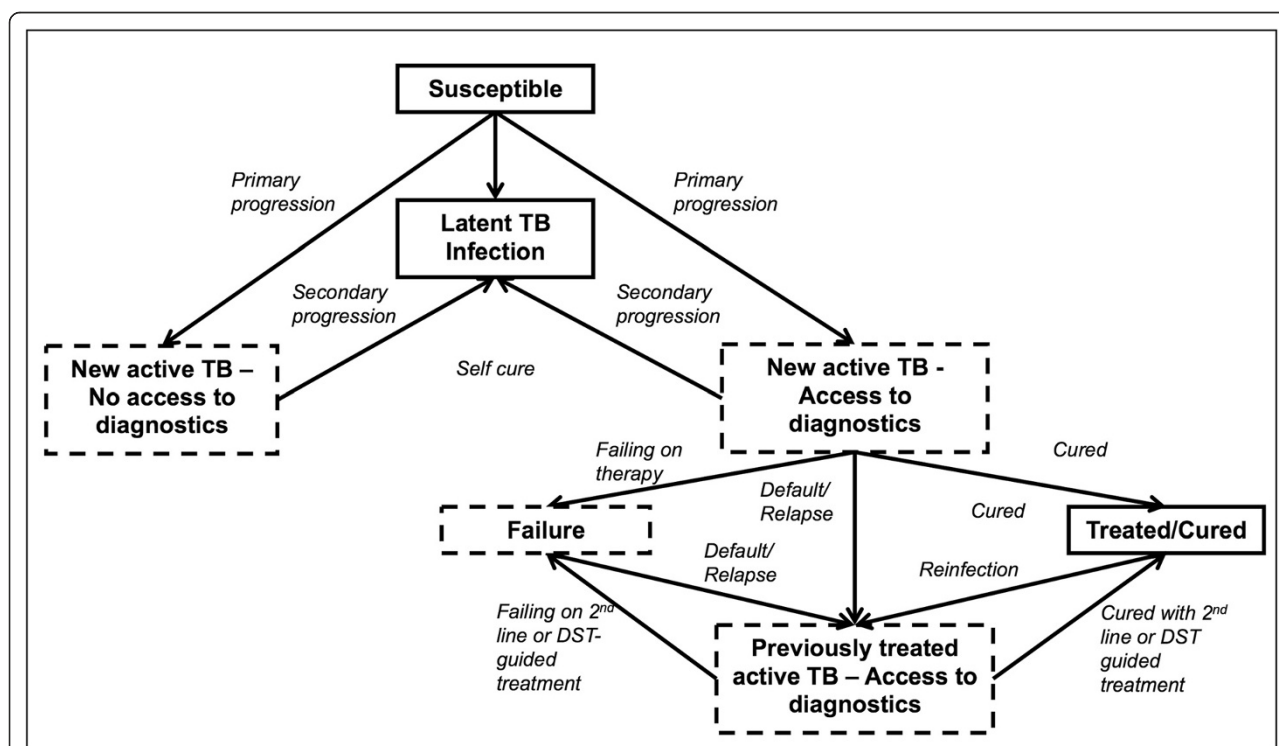 Susceptible
Primary
progression
Primary
progression
Latent TB
Infection
Secondary
progression
Secondary
progression
New active TB –
No access to
diagnostics
Self cure
New active TB -
Access to
diagnostics
Failing on
therapy
Cured
Default/
Relapse
Cured
Failure
Treated/Cured
Default/
Relapse
Reinfection
Failing on 2nd
line or DST-
guided
treatment
Previously treated
active TB – Access to
diagnostics
Cured with 2nd
line or DST
guided
treatment